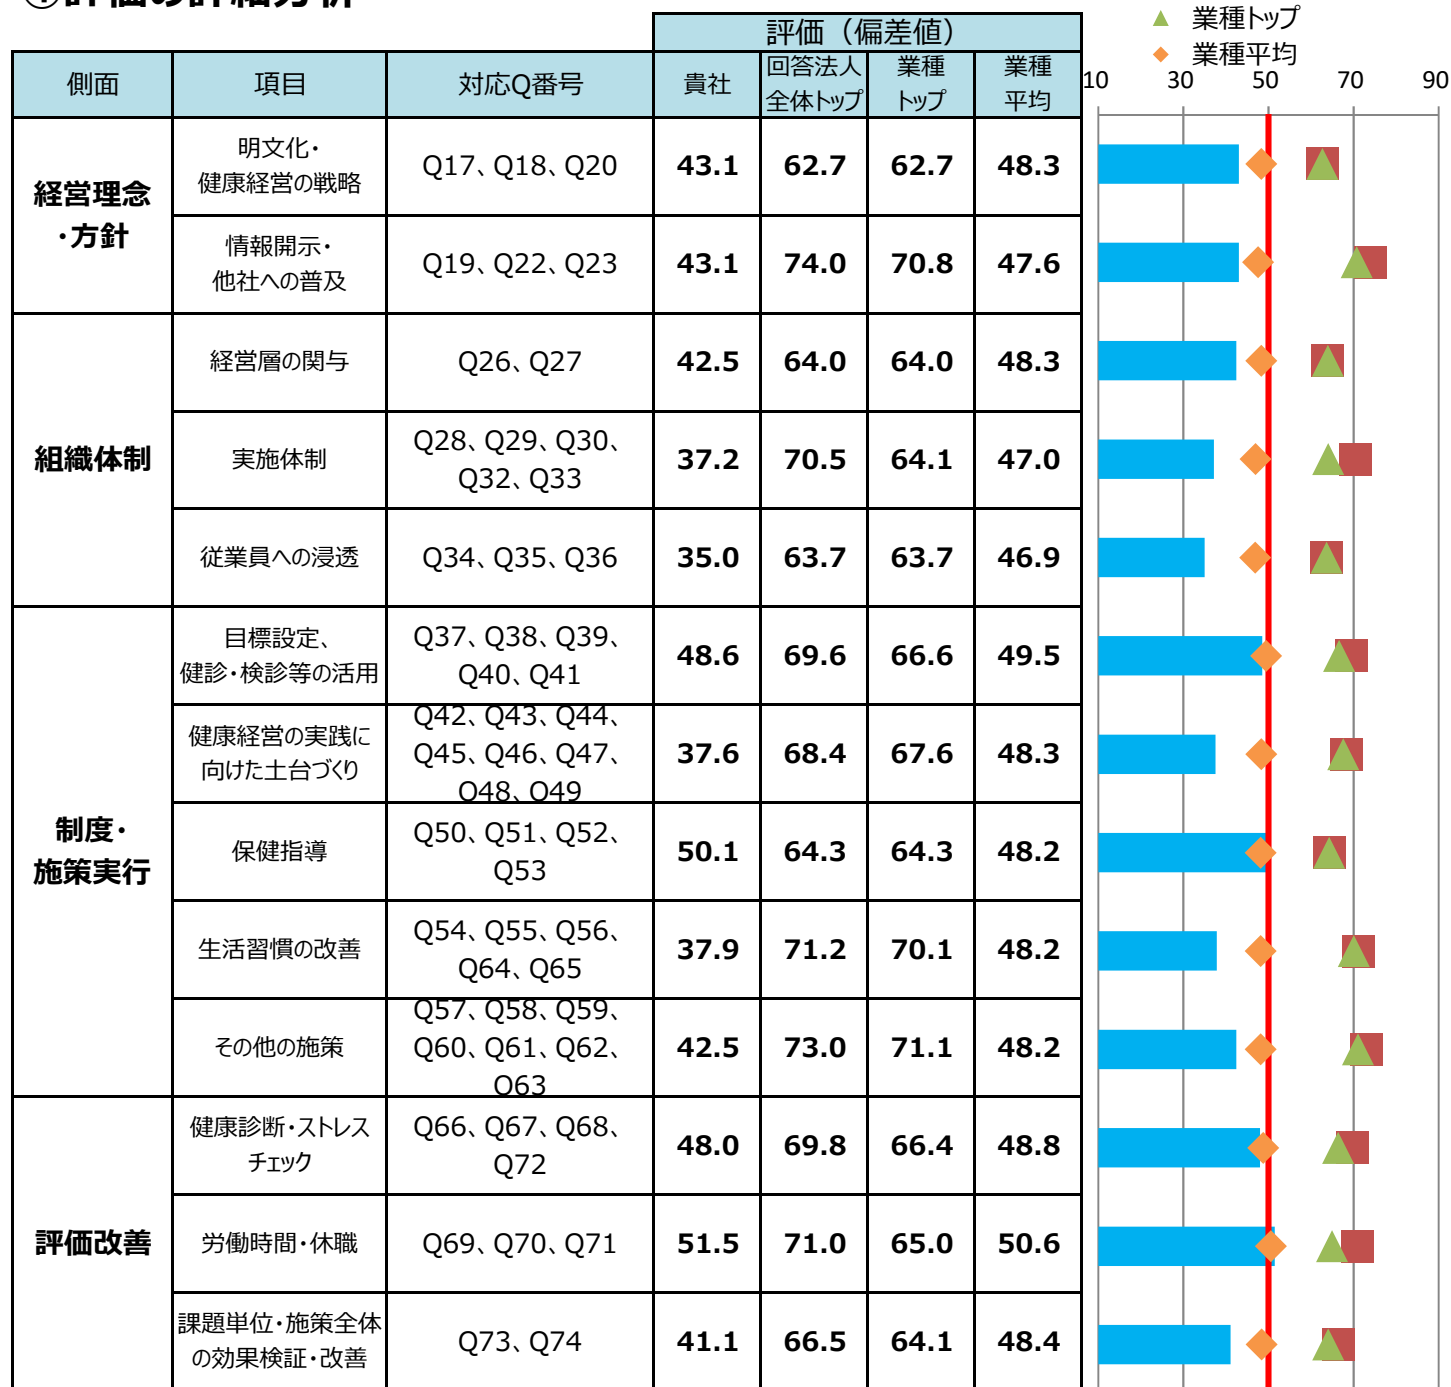 ①評価の詳細分析
▲ 業種トップ
◆ 業種平均
評価（偏差値）
側面 項目 対応Q番号 貴社 回答法人 業種 業種
全体トップ トップ 平均
10 30 50 70 90
経営理念
・方針
明文化・
健康経営の戦略
Q17、Q18、Q20
43.1 62.7 62.7 48.3
情報開示・
他社への普及
Q19、Q22、Q23
43.1 74.0 70.8 47.6
組織体制
経営層の関与
Q26、Q27
42.5 64.0 64.0 48.3
実施体制
Q28、Q29、Q30、
Q32、Q33
37.2 70.5 64.1 47.0
従業員への浸透
Q34、Q35、Q36
35.0 63.7 63.7 46.9
制度・
施策実行
目標設定、
健診・検診等の活用
Q37、Q38、Q39、
Q40、Q41
48.6 69.6 66.6 49.5
健康経営の実践に
向けた土台づくり
Q42、Q43、Q44、
Q45、Q46、Q47、
Q48、Q49
37.6 68.4 67.6 48.3
保健指導
Q50、Q51、Q52、
Q53
50.1 64.3 64.3 48.2
生活習慣の改善
Q54、Q55、Q56、
Q64、Q65
37.9 71.2 70.1 48.2
その他の施策
Q57、Q58、Q59、
Q60、Q61、Q62、
Q63
42.5 73.0 71.1 48.2
評価改善
健康診断・ストレス
チェック
Q66、Q67、Q68、
Q72
48.0 69.8 66.4 48.8
労働時間・休職
Q69、Q70、Q71
51.5 71.0 65.0 50.6
課題単位・施策全体
の効果検証・改善
Q73、Q74
41.1 66.5 64.1 48.4